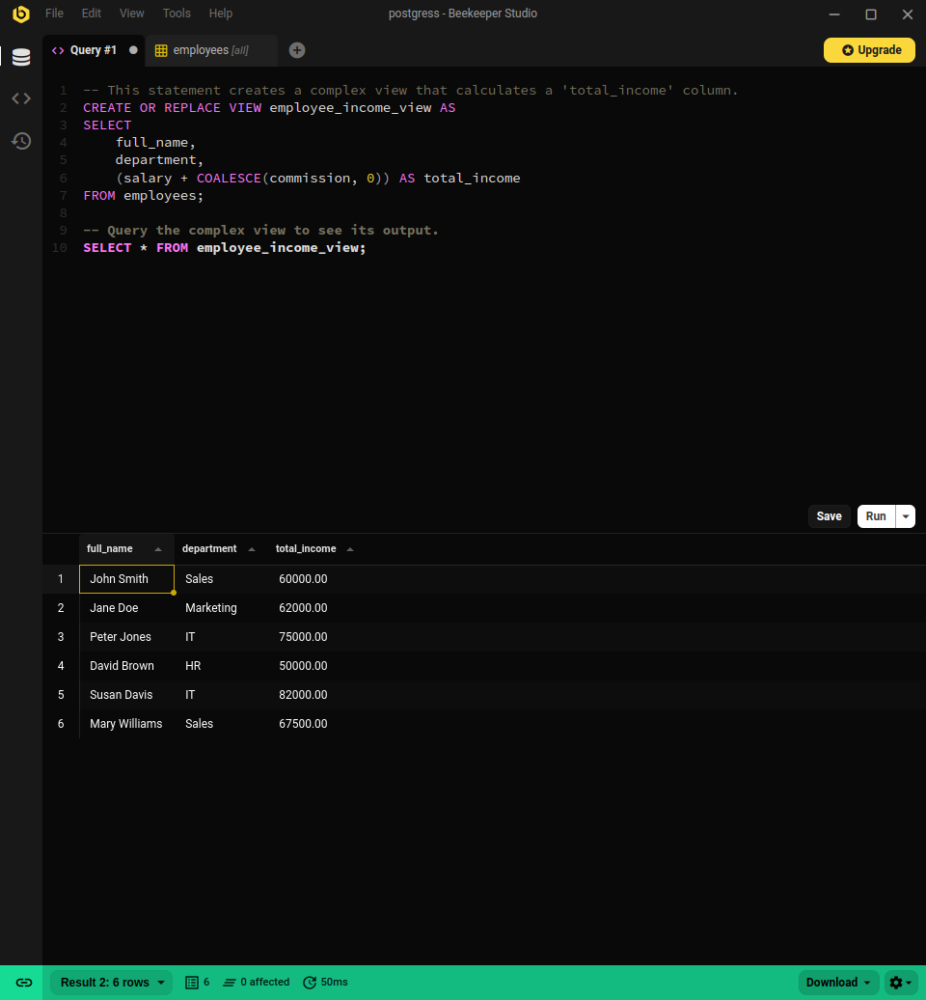 File Edit View Tools Help postgress - Beekeeper Studio
Query #1 employees [all] Upgrade
1 -- This statement creates a complex view that calculates a 'total_income' column.
2 CREATE OR REPLACE VIEW employee_income_view AS
3 SELECT
4     full_name,
5     department,
6     (salary + COALESCE(commission, 0)) AS total_income
7 FROM employees;
8
9 -- Query the complex view to see its output.
10 SELECT * FROM employee_income_view;
Save Run
full_name department total_income
1 John Smith Sales 60000.00
2 Jane Doe Marketing 62000.00
3 Peter Jones IT 75000.00
4 David Brown HR 50000.00
5 Susan Davis IT 82000.00
6 Mary Williams Sales 67500.00
Result 2: 6 rows 6 0 affected 50ms Download